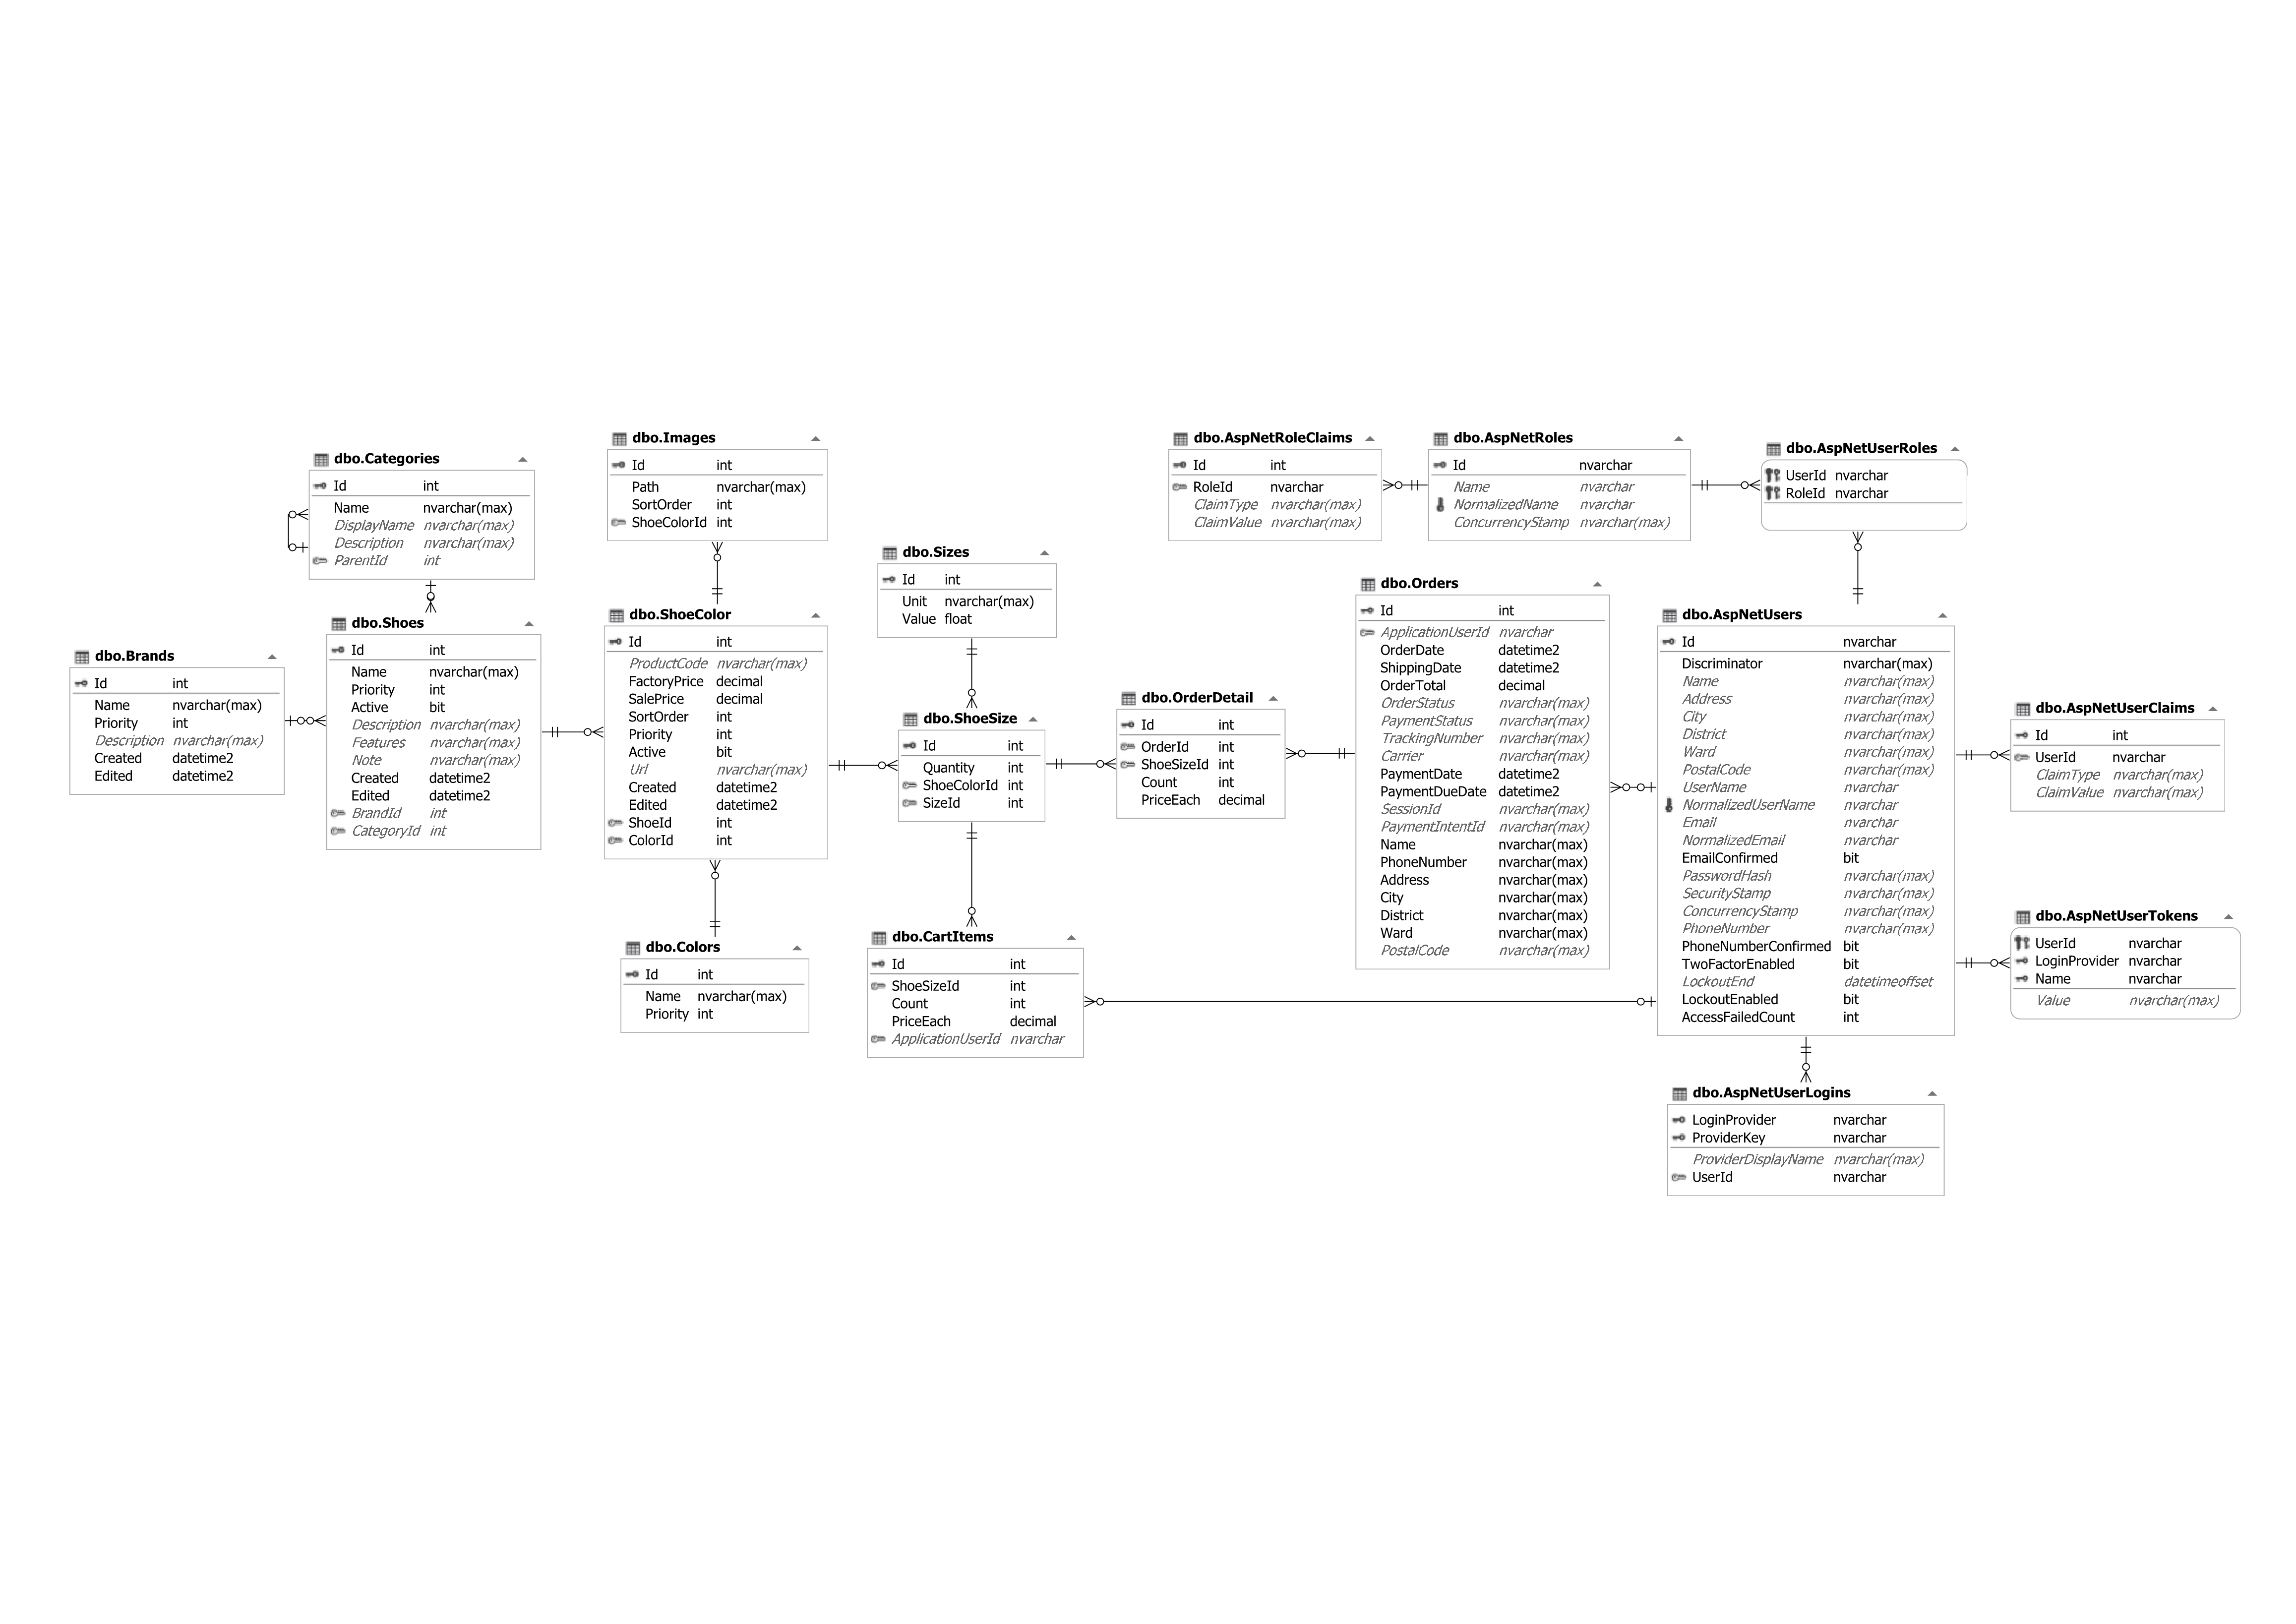 dbo.Categories
Id int
Name nvarchar(max)
DisplayName nvarchar(max)
Description nvarchar(max)
ParentId int
dbo.Images
Id int
Path nvarchar(max)
SortOrder int
ShoeColorId int
dbo.Sizes
Id int
Unit nvarchar(max)
Value float
dbo.AspNetRoleClaims
Id int
RoleId nvarchar
ClaimType nvarchar(max)
ClaimValue nvarchar(max)
dbo.AspNetRoles
Id nvarchar
Name nvarchar
NormalizedName nvarchar
ConcurrencyStamp nvarchar(max)
dbo.AspNetUserRoles
UserId nvarchar
RoleId nvarchar
dbo.Brands
Id int
Name nvarchar(max)
Priority int
Description nvarchar(max)
Created datetime2
Edited datetime2
dbo.Shoes
Id int
Name nvarchar(max)
Priority int
Active bit
Description nvarchar(max)
Features nvarchar(max)
Note nvarchar(max)
Created datetime2
Edited datetime2
BrandId int
CategoryId int
dbo.ShoeColor
Id int
ProductCode nvarchar(max)
FactoryPrice decimal
SalePrice decimal
SortOrder int
Priority int
Active bit
Url nvarchar(max)
Created datetime2
Edited datetime2
ShoeId int
ColorId int
dbo.ShoeSize
Id int
Quantity int
ShoeColorId int
SizeId int
dbo.OrderDetail
Id int
OrderId int
ShoeSizeId int
Count int
PriceEach decimal
dbo.Orders
Id int
ApplicationUserId nvarchar
OrderDate datetime2
ShippingDate datetime2
OrderTotal decimal
OrderStatus nvarchar(max)
PaymentStatus nvarchar(max)
TrackingNumber nvarchar(max)
Carrier nvarchar(max)
PaymentDate datetime2
PaymentDueDate datetime2
SessionId nvarchar(max)
PaymentIntentId nvarchar(max)
Name nvarchar(max)
PhoneNumber nvarchar(max)
Address nvarchar(max)
City nvarchar(max)
District nvarchar(max)
Ward nvarchar(max)
PostalCode nvarchar(max)
dbo.AspNetUsers
Id nvarchar
Discriminator nvarchar(max)
Name nvarchar(max)
Address nvarchar(max)
City nvarchar(max)
District nvarchar(max)
Ward nvarchar(max)
PostalCode nvarchar(max)
UserName nvarchar
NormalizedUserName nvarchar
Email nvarchar
NormalizedEmail nvarchar
EmailConfirmed bit
PasswordHash nvarchar(max)
SecurityStamp nvarchar(max)
ConcurrencyStamp nvarchar(max)
PhoneNumber nvarchar(max)
PhoneNumberConfirmed bit
TwoFactorEnabled bit
LockoutEnd datetimeoffset
LockoutEnabled bit
AccessFailedCount int
dbo.AspNetUserClaims
Id int
UserId nvarchar
ClaimType nvarchar(max)
ClaimValue nvarchar(max)
dbo.Colors
Id int
Name nvarchar(max)
Priority int
dbo.CartItems
Id int
ShoeSizeId int
Count int
PriceEach decimal
ApplicationUserId nvarchar
dbo.AspNetUserTokens
UserId nvarchar
LoginProvider nvarchar
Name nvarchar
Value nvarchar(max)
dbo.AspNetUserLogins
LoginProvider nvarchar
ProviderKey nvarchar
ProviderDisplayName nvarchar(max)
UserId nvarchar